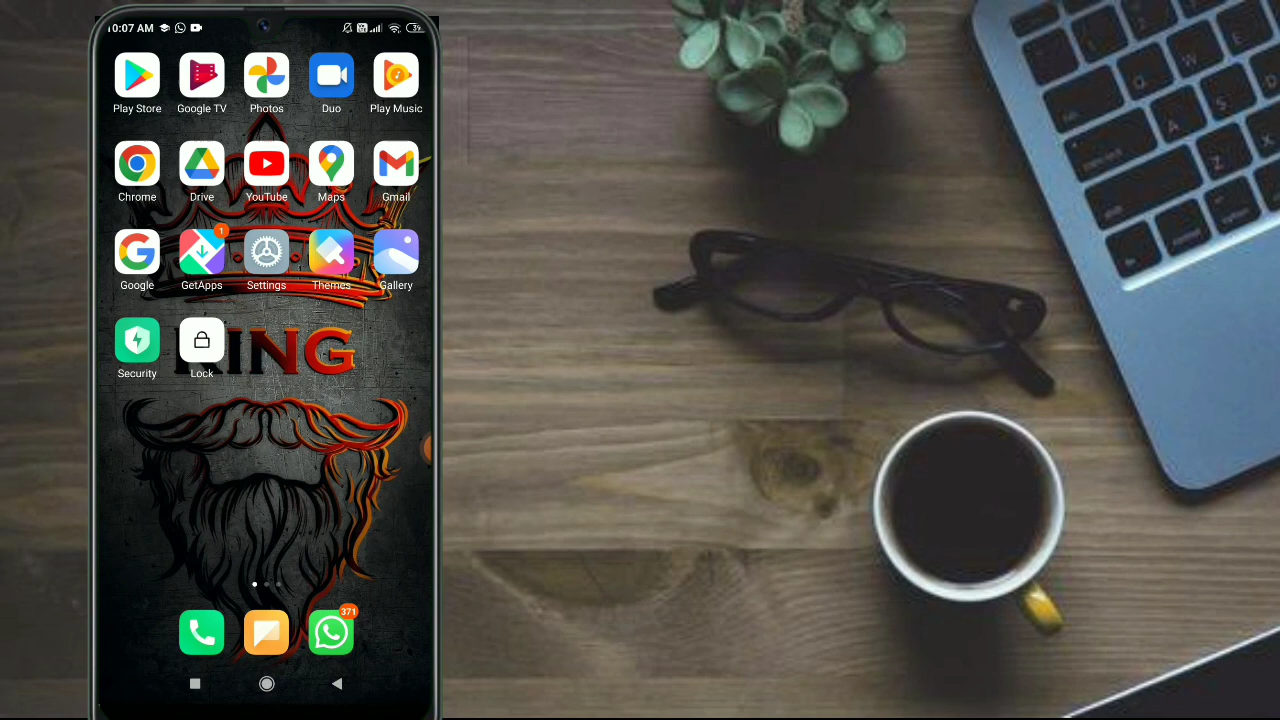 10:07 AM
Play Store Google TV Photos Duo Play Music
Chrome Drive YouTube Maps Gmail
1
Google GetApps Settings Themes Gallery
KING
Security Lock
371